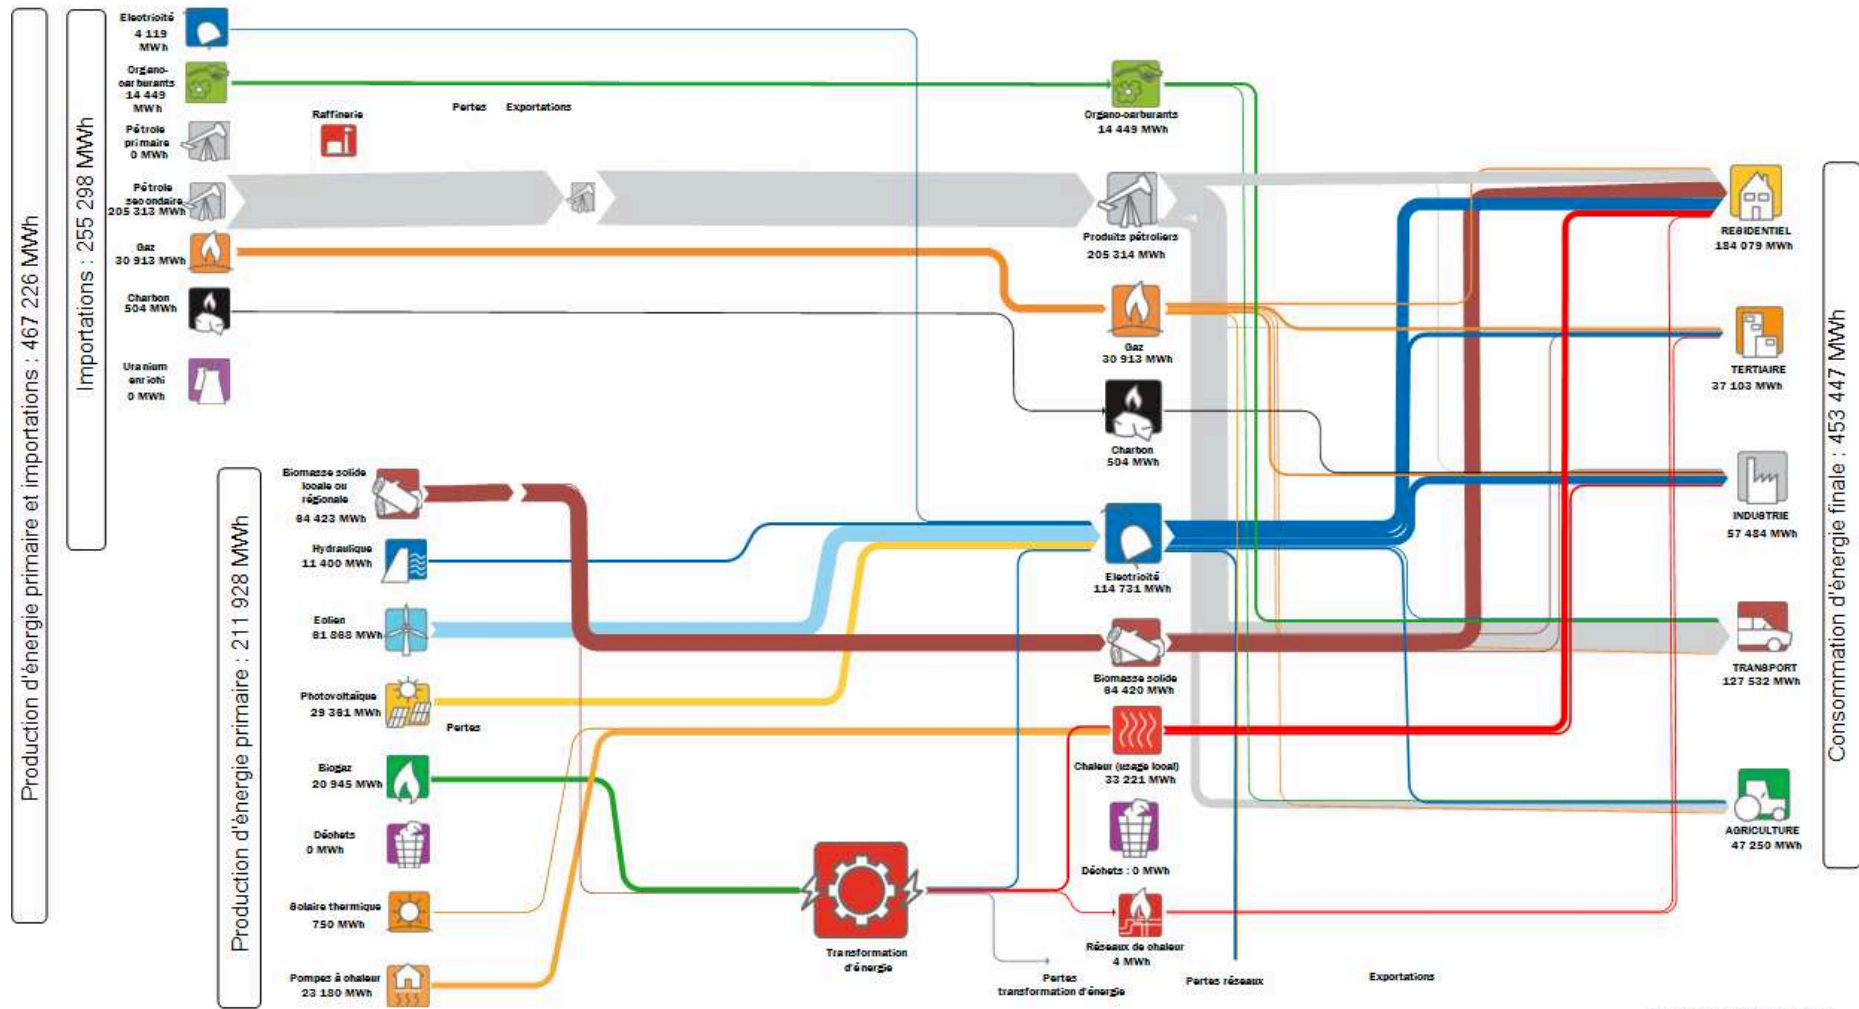 Production d'énergie primaire et importations : 467 226 MWh
Importations : 255 298 MWh
Electricité
4 119
MWh
Organo-
carburants
14 449
MWh
Pétrole
primaire
0 MWh
Pétrole
secondaire
205 313 MWh
Gaz
30 913 MWh
Charbon
504 MWh
Uranium
enrichi
0 MWh
Raffinerie
Pertes
Exportations
Production d'énergie primaire : 211 928 MWh
Biomasse solide
locale ou
régionale
64 423 MWh
Hydraulique
11 400 MWh
Eolien
61 868 MWh
Photovoltaïque
29 361 MWh
Pertes
Biogaz
20 945 MWh
Déchets
0 MWh
Solaire thermique
750 MWh
Pompes à chaleur
23 180 MWh
Transformation
d'énergie
Organo-carburants
14 449 MWh
Produits pétroliers
205 314 MWh
Gaz
30 913 MWh
Charbon
504 MWh
Electricité
114 731 MWh
Biomasse solide
64 420 MWh
Chaleur (usage local)
33 221 MWh
Déchets : 0 MWh
Réseaux de chaleur
4 MWh
Pertes
transformation d'énergie
Pertes réseaux
Exportations
RESIDENTIEL
184 079 MWh
TERTIAIRE
37 103 MWh
INDUSTRIE
57 484 MWh
TRANSPORT
127 532 MWh
AGRICULTURE
47 250 MWh
Consommation d'énergie finale : 453 447 MWh